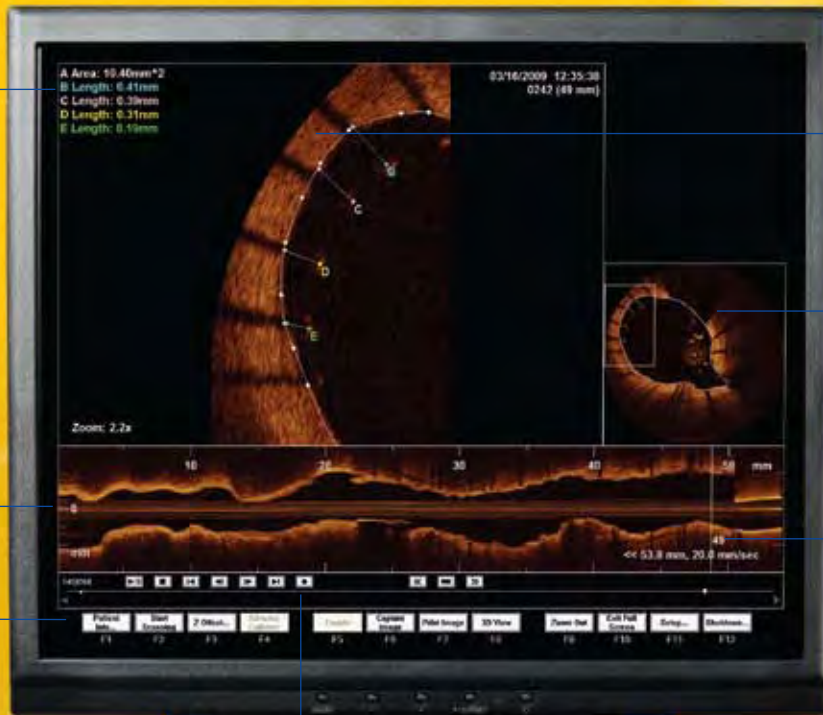 A Area: 10.40mm^2
B Length: 0.41mm
C Length: 0.39mm
D Length: 0.31mm
E Length: 0.19mm
03/16/2009 12:35:38
0242 (49 mm)
B
C
D
E
Zoom: 2.2x
10 20 30 40 50 mm
49
<< 53.8 mm, 20.0 mm/sec
Patient Info...
Start Scanning
Z Offset...
Capture Image
Print Image
3D View
Zoom Out
Exit Full Screen
Setup...
Shutdown...
F1 F2 F3 F4 F5 F6 F7 F8 F9 F10 F11 F12